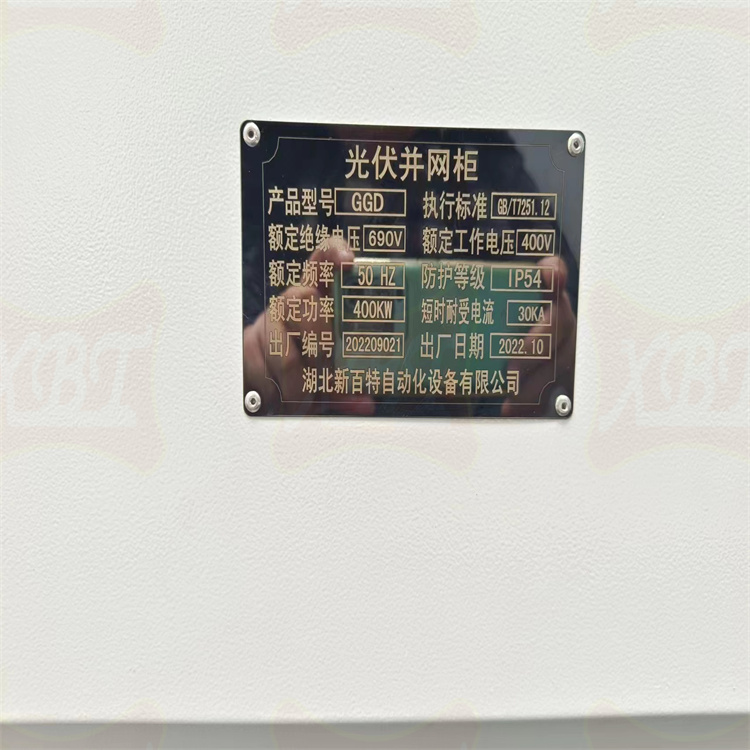 光伏并网柜
产品型号 GGD 执行标准 GB/T7251.12
额定绝缘电压 690V 额定工作电压 400V
额定频率 50 HZ 防护等级 IP54
额定功率 400KW 短时耐受电流 30KA
出厂编号 202209021 出厂日期 2022.10
湖北新百特自动化设备有限公司